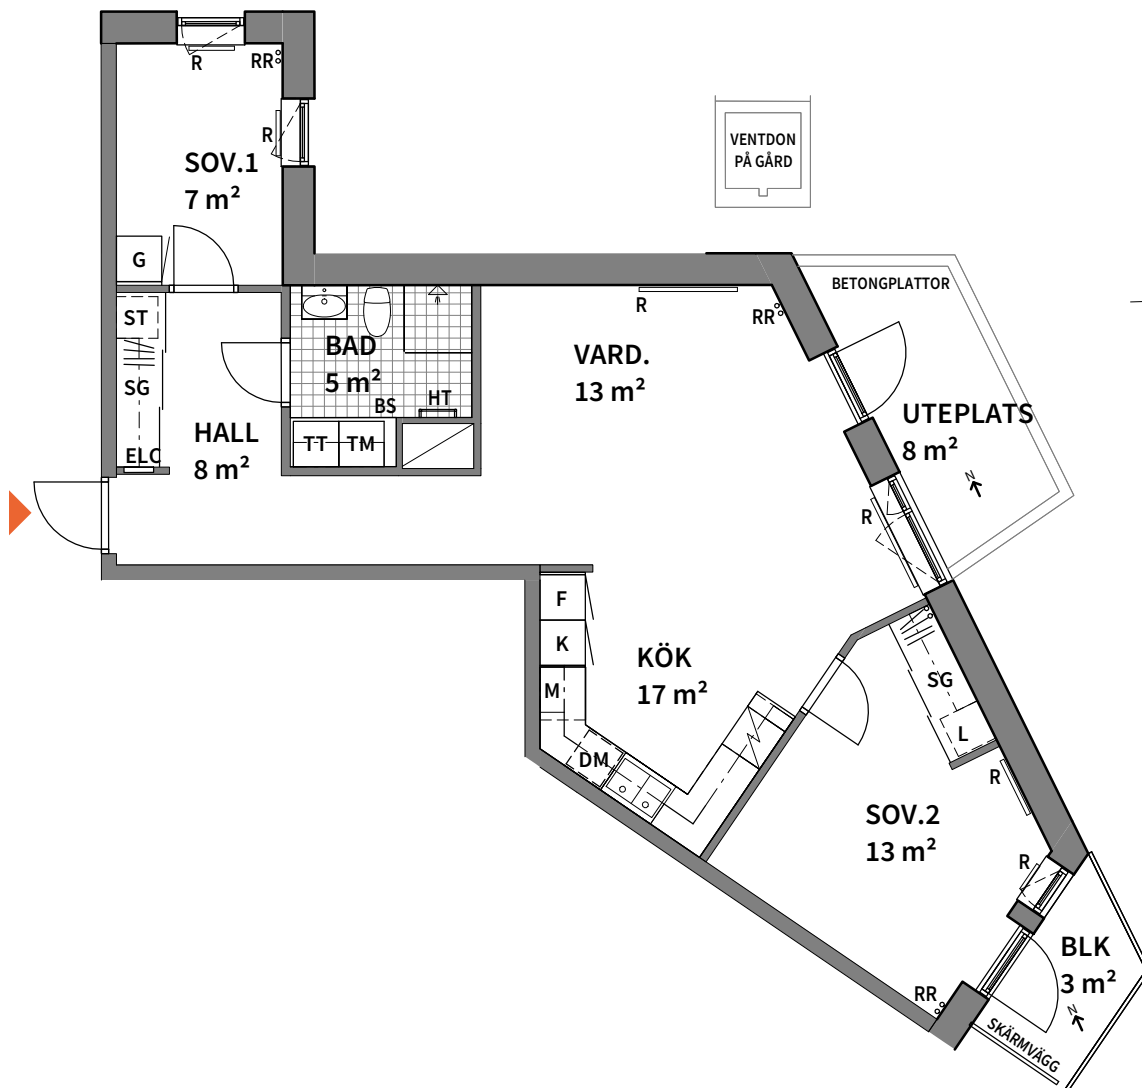 R
RR
R
SOV.1
7 m²
G
VENTDON
PÅ GÅRD
BETONGPLATTOR
R
RR
ST
SG
ELC
BAD
5 m²
BS
HT
TT
TM
HALL
8 m²
VARD.
13 m²
UTEPLATS
8 m²
N
R
F
K
M
DM
KÖK
17 m²
SG
L
R
SOV.2
13 m²
R
RR
BLK
3 m²
N
SKÄRMVÄGG